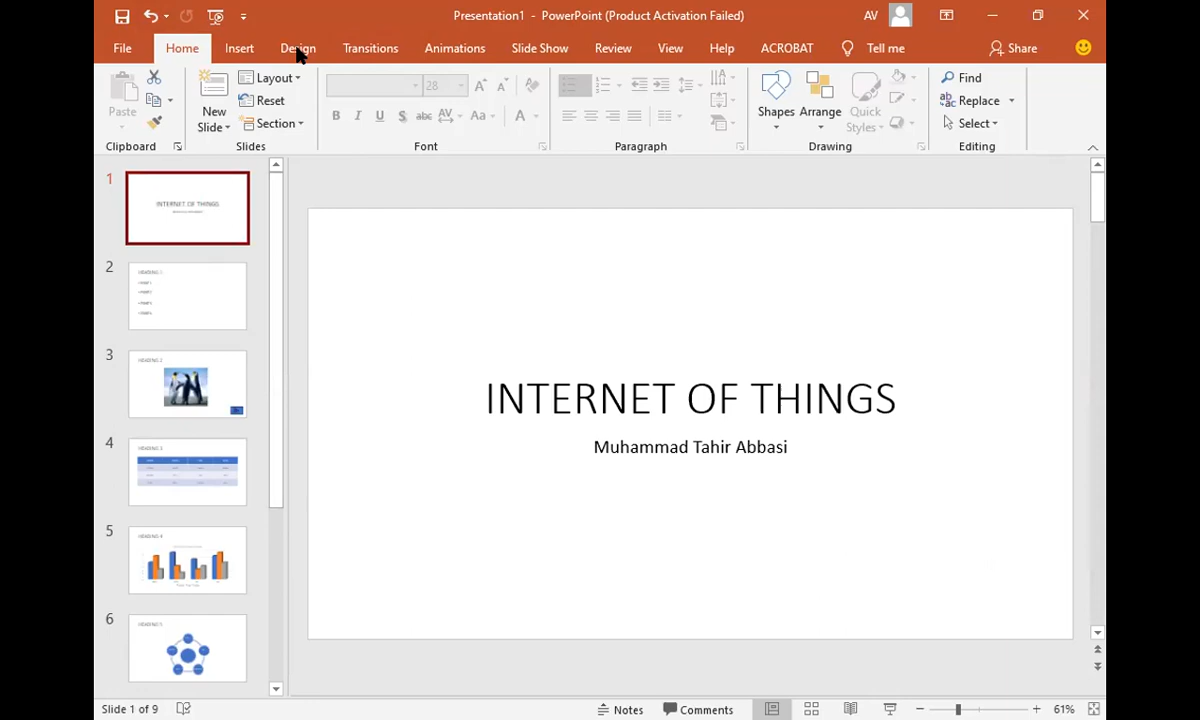 Presentation1 - PowerPoint (Product Activation Failed)
AV
File Home Insert Design Transitions Animations Slide Show Review View Help ACROBAT Tell me Share
Paste
New Slide
Layout
Reset
Section
28
B I U S abc AV Aa A
Shapes
Arrange
Quick Styles
Find
Replace
Select
Clipboard Slides Font Paragraph Drawing Editing
1
INTERNET OF THINGS
2
3
4
5
6
INTERNET OF THINGS
Muhammad Tahir Abbasi
Slide 1 of 9
Notes
Comments
61%